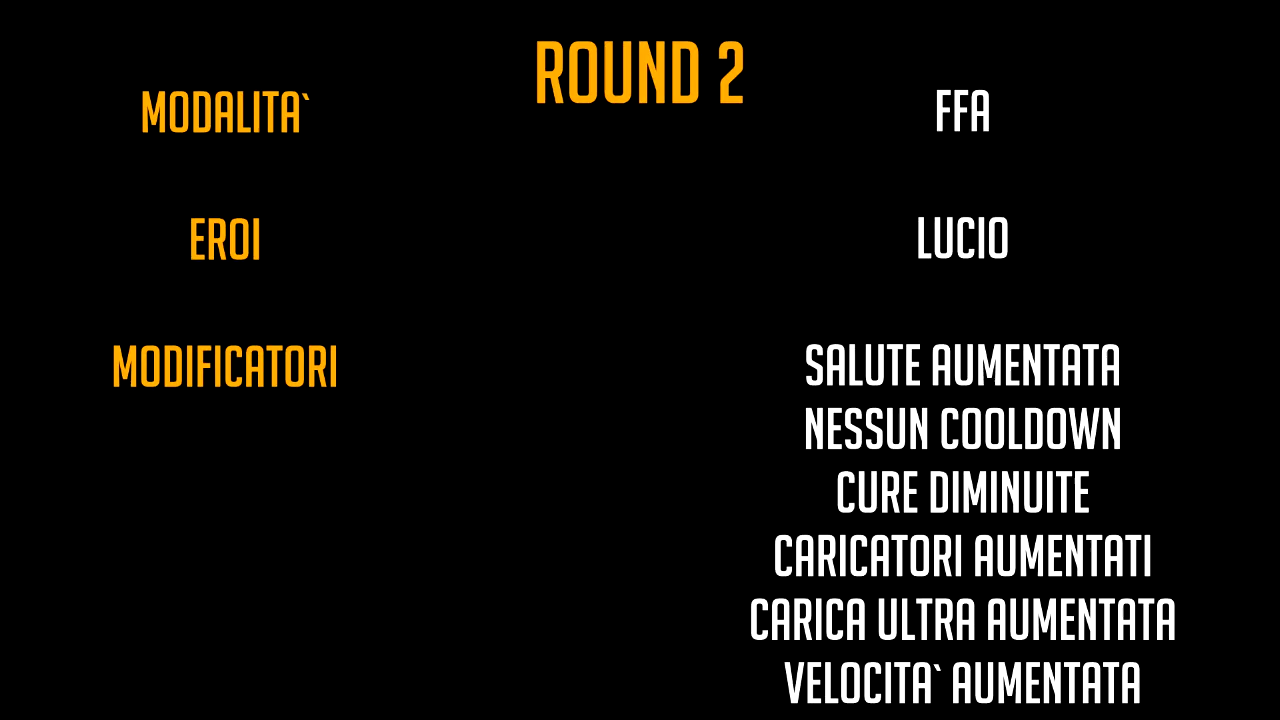 ROUND 2
MODALITA` FFA
EROI LUCIO
MODIFICATORI SALUTE AUMENTATA
NESSUN COOLDOWN
CURE DIMINUITE
CARICATORI AUMENTATI
CARICA ULTRA AUMENTATA
VELOCITA` AUMENTATA